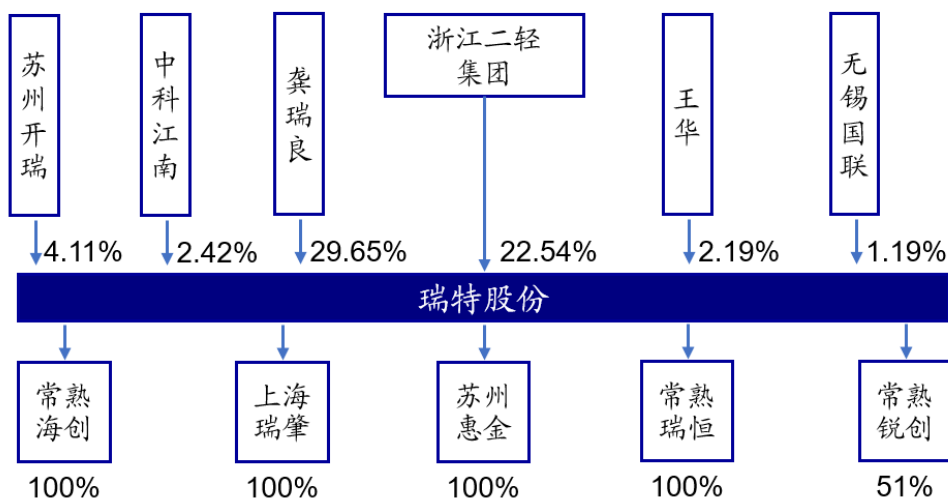 苏州开瑞
中科江南
龚瑞良
浙江二轻
集团
王华
无锡国联
4.11%
2.42%
29.65%
22.54%
2.19%
1.19%
瑞特股份
常熟
海创
上海
瑞肇
苏州
惠金
常熟
瑞恒
常熟
锐创
100%
100%
100%
100%
51%